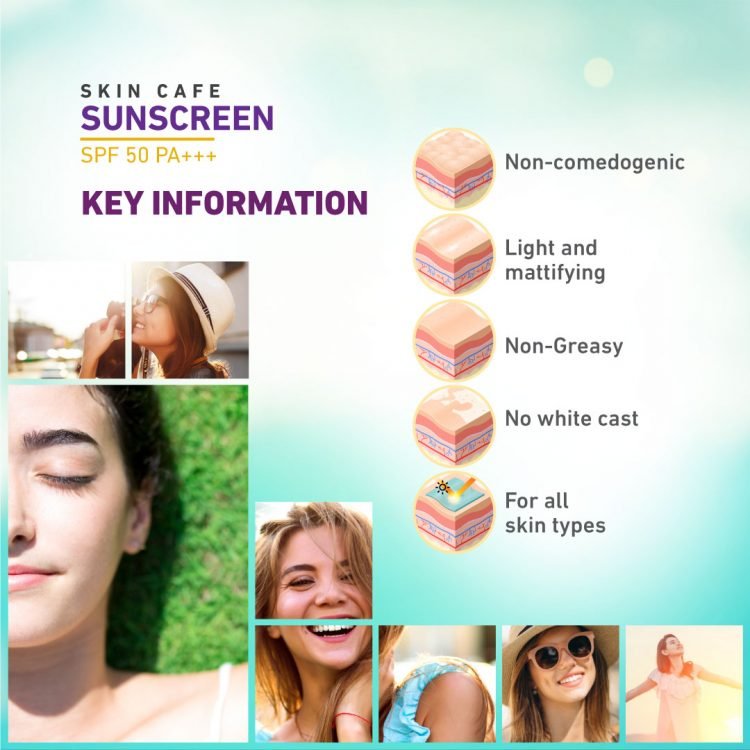 SKIN CAFE
SUNSCREEN
SPF 50 PA+++
KEY INFORMATION
Non-comedogenic
Light and
mattifying
Non-Greasy
No white cast
For all
skin types